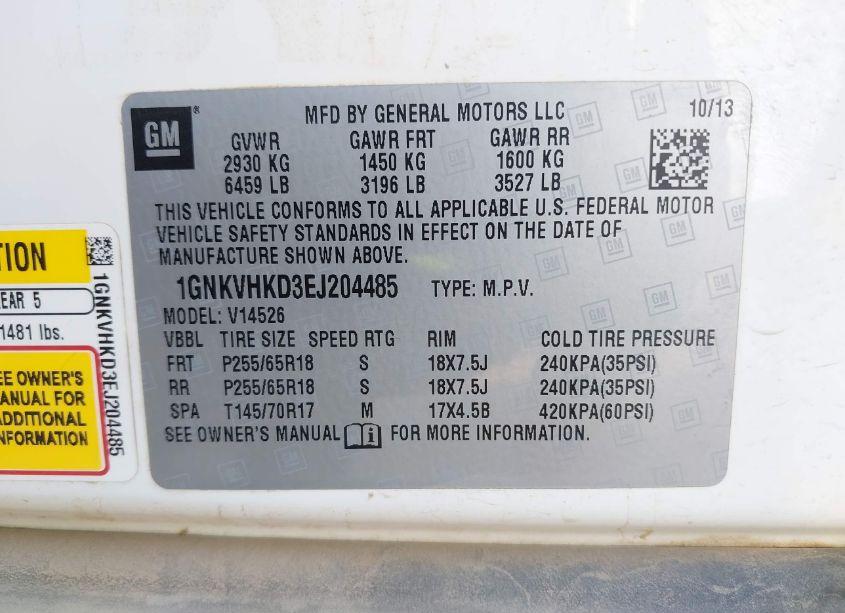 GM ®
MFD BY GENERAL MOTORS LLC 10/13
GVWR GAWR FRT GAWR RR
2930 KG 1450 KG 1600 KG
6459 LB 3196 LB 3527 LB
THIS VEHICLE CONFORMS TO ALL APPLICABLE U.S. FEDERAL MOTOR
VEHICLE SAFETY STANDARDS IN EFFECT ON THE DATE OF
MANUFACTURE SHOWN ABOVE.
1GNKVHKD3EJ204485 TYPE: M.P.V.
MODEL: V14526
VBBL TIRE SIZE SPEED RTG RIM COLD TIRE PRESSURE
FRT P255/65R18 S 18X7.5J 240KPA(35PSI)
RR P255/65R18 S 18X7.5J 240KPA(35PSI)
SPA T145/70R17 M 17X4.5B 420KPA(60PSI)
SEE OWNER'S MANUAL FOR MORE INFORMATION.
TION
EAR 5
1481 lbs.
EE OWNER'S
MANUAL FOR
ADDITIONAL
INFORMATION
1GNKVHKD3EJ204485